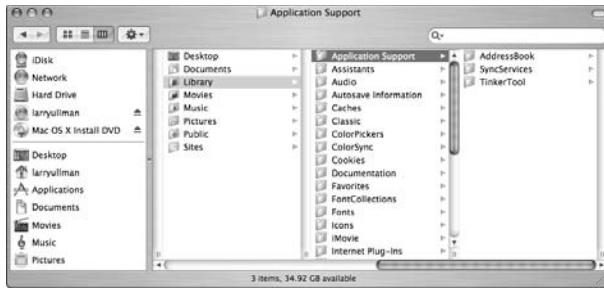 Application Support
iDisk
Network
Hard Drive
larryullman
Mac OS X Install DVD
Desktop
larryullman
Applications
Documents
Movies
Music
Pictures
Desktop
Documents
Library
Movies
Music
Pictures
Public
Sites
Application Support
Assistants
Audio
Autosave Information
Caches
Classic
ColorPickers
ColorSync
Cookies
Documentation
Favorites
FontCollections
Fonts
Icons
iMovie
Internet Plug-Ins
AddressBook
SyncServices
TinkerTool
3 items, 34.92 GB available